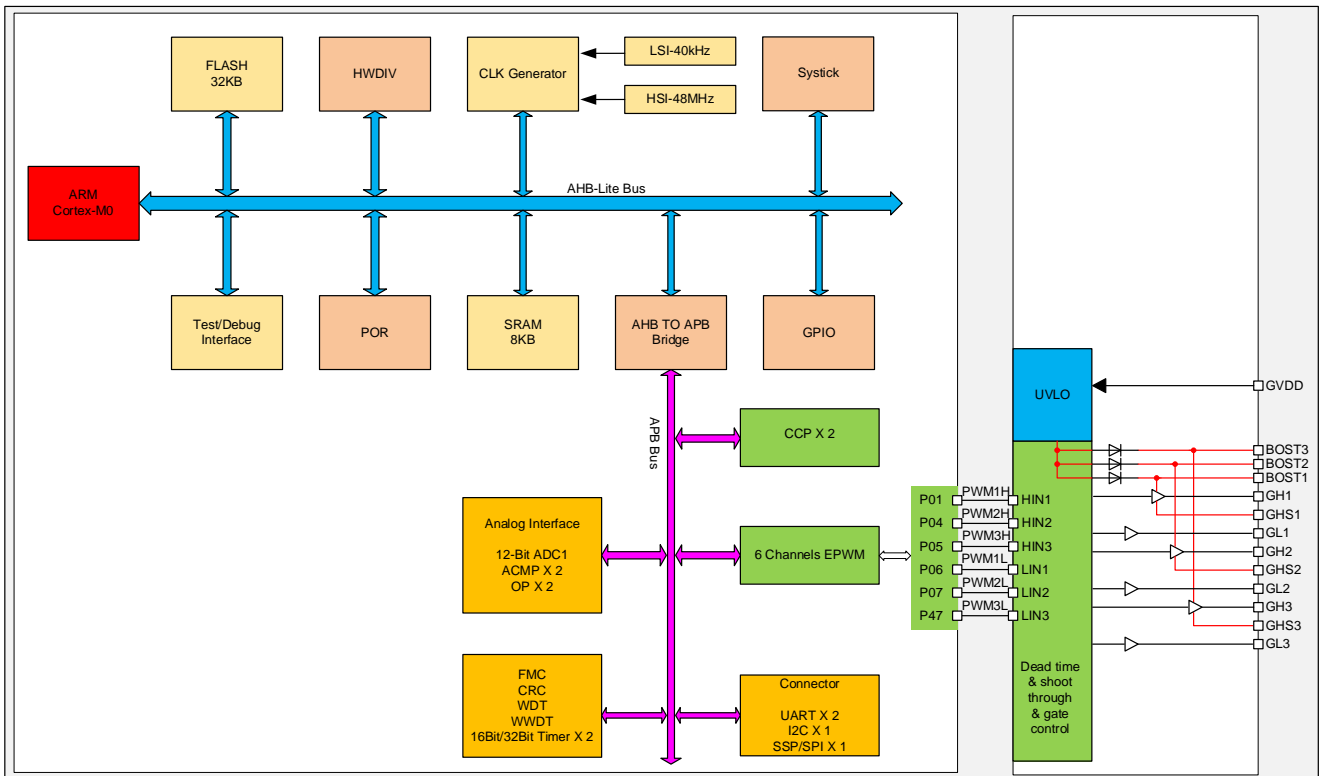 FLASH
32KB
HWDIV
CLK Generator
LSI-40kHz
HSI-48MHz
Systick
ARM
Cortex-M0
AHB-Lite Bus
Test/Debug
Interface
POR
SRAM
8KB
AHB TO APB
Bridge
GPIO
APB Bus
CCP X 2
Analog Interface
12-Bit ADC1
ACMP X 2
OP X 2
6 Channels EPWM
FMC
CRC
WDT
WWDT
16Bit/32Bit Timer X 2
Connector
UART X 2
I2C X 1
SSP/SPI X 1
P01
P04
P05
P06
P07
P47
PWM1H
PWM2H
PWM3H
PWM1L
PWM2L
PWM3L
HIN1
HIN2
HIN3
LIN1
LIN2
LIN3
UVLO
Dead time
& shoot
through
& gate
control
GVDD
BOST3
BOST2
BOST1
GH1
GHS1
GL1
GH2
GHS2
GL2
GH3
GHS3
GL3